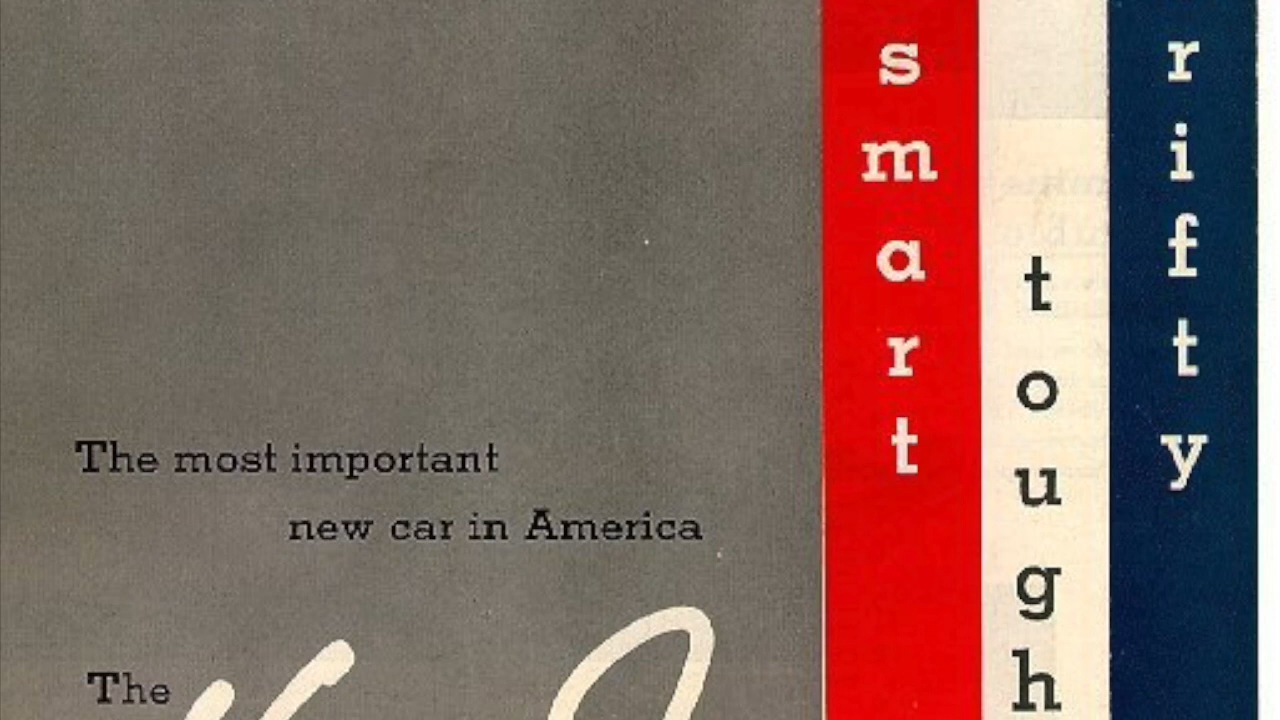 The most important
new car in America
The
smart
tough
rifty